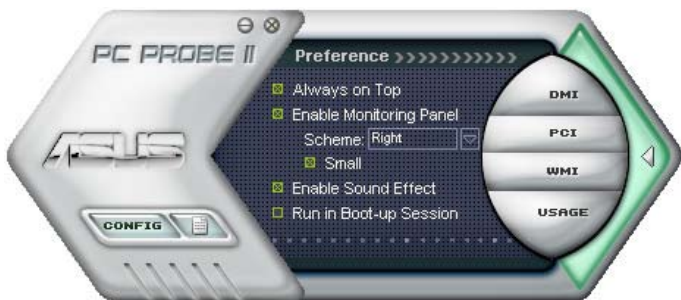 PC PROBE II
ASUS
CONFIG
Preference
Always on Top
Enable Monitoring Panel
Scheme: Right
Small
Enable Sound Effect
Run in Boot-up Session
DMI
PCI
WMI
USAGE